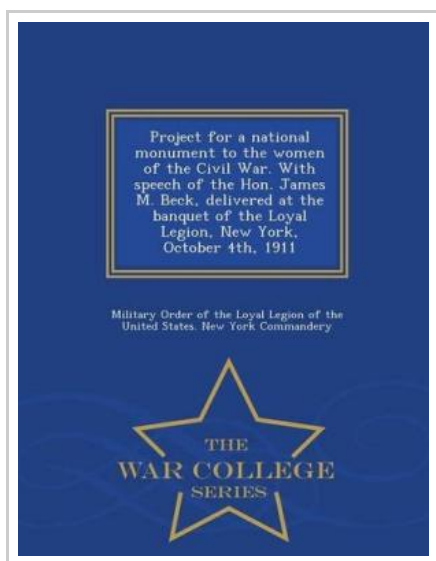 Project for a national
monument to the women
of the Civil War. With
speech of the Hon. James
M. Beck, delivered at the
banquet of the Loyal
Legion, New York,
October 4th, 1911
Military Order of the Loyal Legion of the
United States. New York Commandery
THE
WAR COLLEGE
SERIES